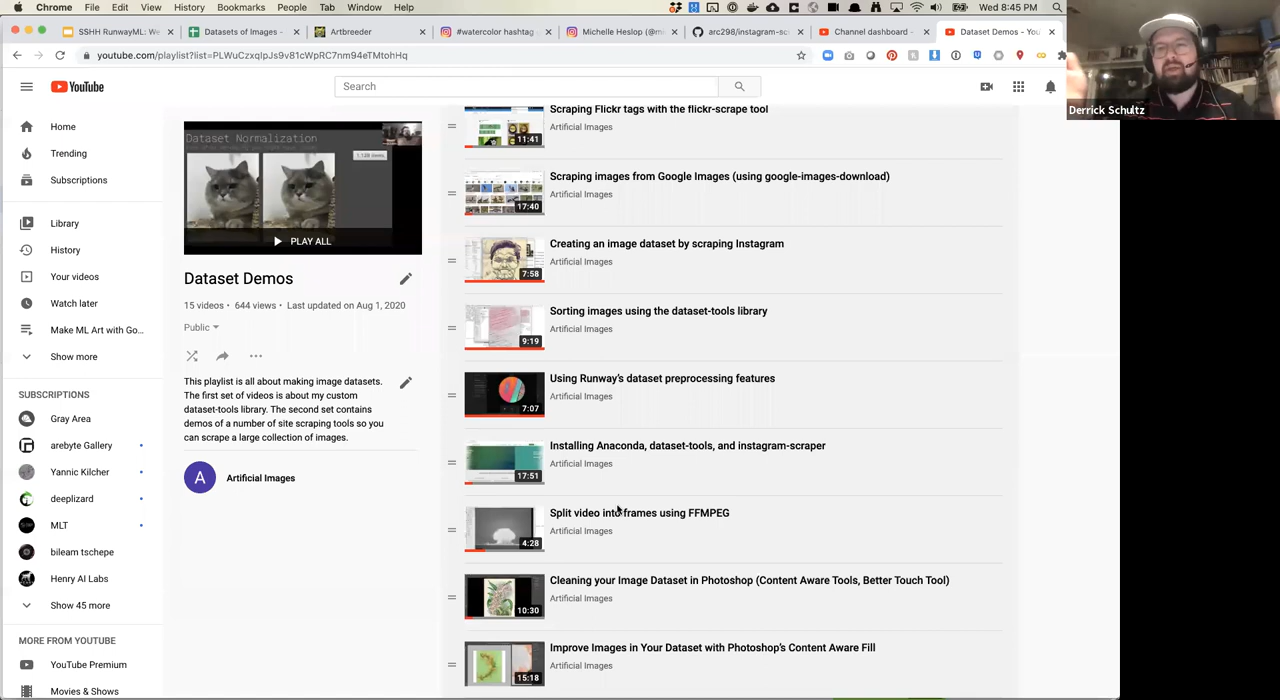 Chrome File Edit View History Bookmarks People Tab Window Help Wed 8:45 PM
SSHH RunwayML: We Datasets of Images - Artbreeder #watercolor hashtag Michelle Heslop (@mi arc298/instagram-sc Channel dashboard - Dataset Demos - You
youtube.com/playlist?list=PLWuCzxqIpJs9v81cWpRC7nm94eTMtohHq
Derrick Schultz
YouTube
Search
Home
Trending
Subscriptions
Library
History
Your videos
Watch later
Make ML Art with Go...
Show more
SUBSCRIPTIONS
Gray Area
arebyte Gallery
Yannic Kilcher
deeplizard
MLT
bileam tschepe
Henry AI Labs
Show 45 more
MORE FROM YOUTUBE
YouTube Premium
Movies & Shows
Dataset Normalization
PLAY ALL
Dataset Demos
15 videos • 644 views • Last updated on Aug 1, 2020
Public
This playlist is all about making image datasets.
The first set of videos is about my custom
dataset-tools library. The second set contains
demos of a number of site scraping tools so you
can scrape a large collection of images.
A
Artificial Images
Scraping Flickr tags with the flickr-scrape tool
Artificial Images
11:41
Scraping images from Google Images (using google-images-download)
Artificial Images
17:40
Creating an image dataset by scraping Instagram
Artificial Images
7:58
Sorting images using the dataset-tools library
Artificial Images
9:19
Using Runway's dataset preprocessing features
Artificial Images
7:07
Installing Anaconda, dataset-tools, and instagram-scraper
Artificial Images
17:51
Split video into frames using FFMPEG
Artificial Images
4:28
Cleaning your Image Dataset in Photoshop (Content Aware Tools, Better Touch Tool)
Artificial Images
10:30
Improve Images in Your Dataset with Photoshop's Content Aware Fill
Artificial Images
15:18